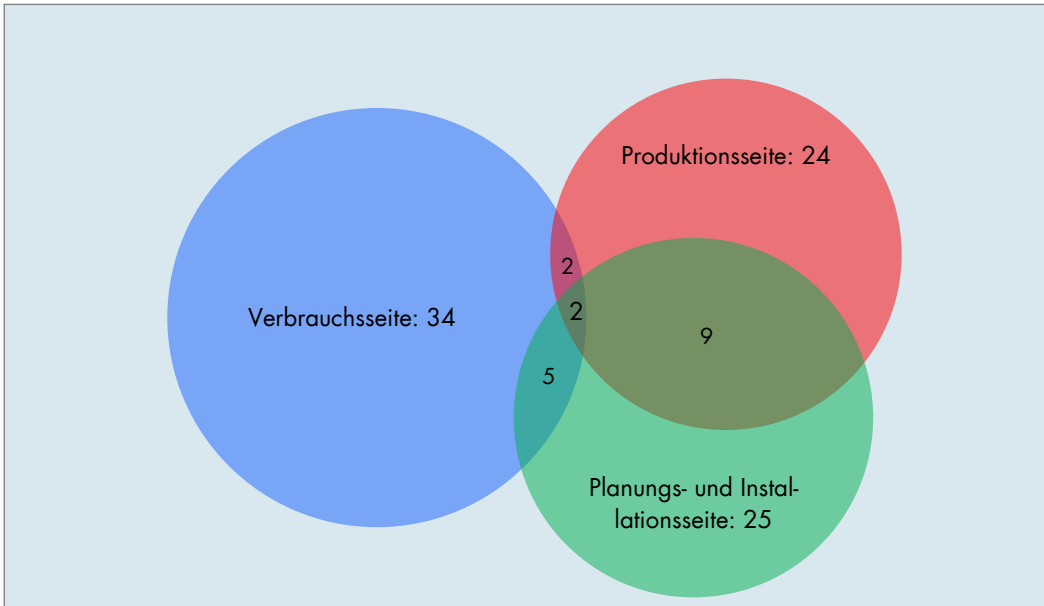 Produktionsseite: 24
2
Verbrauchsseite: 34
2
9
5
Planungs- und Instal-
lationsseite: 25